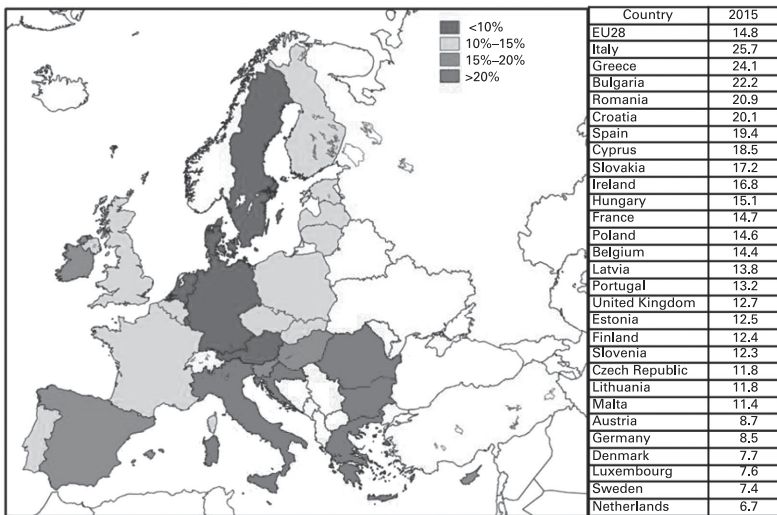 <10%
10%–15%
15%–20%
>20%
Country 2015
EU28 14.8
Italy 25.7
Greece 24.1
Bulgaria 22.2
Romania 20.9
Croatia 20.1
Spain 19.4
Cyprus 18.5
Slovakia 17.2
Ireland 16.8
Hungary 15.1
France 14.7
Poland 14.6
Belgium 14.4
Latvia 13.8
Portugal 13.2
United Kingdom 12.7
Estonia 12.5
Finland 12.4
Slovenia 12.3
Czech Republic 11.8
Lithuania 11.8
Malta 11.4
Austria 8.7
Germany 8.5
Denmark 7.7
Luxembourg 7.6
Sweden 7.4
Netherlands 6.7